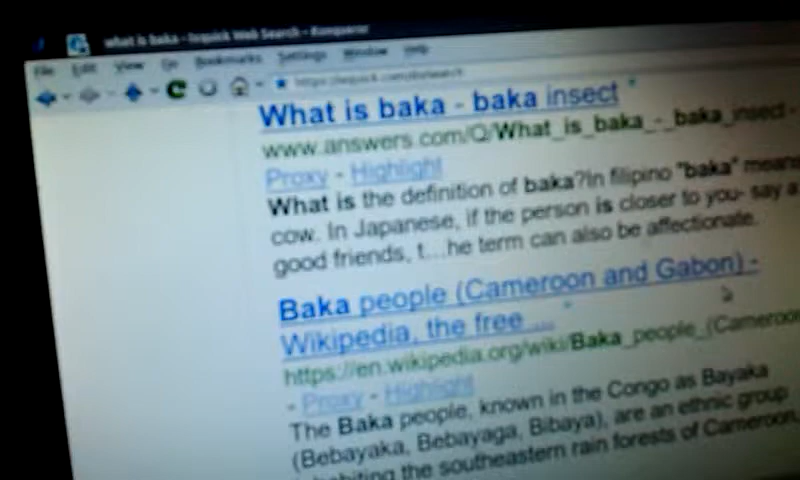 what is baka - Ixquick Web Search - Konqueror
File Edit View Go Bookmarks Settings Window Help
What is baka - baka insect
www.answers.com/Q/What_is_baka_-_baka_insect -
Proxy - Highlight
What is the definition of baka?In filipino "baka" means
cow. In Japanese, if the person is closer to you- say a
good friends, t...he term can also be affectionate.
Baka people (Cameroon and Gabon) -
Wikipedia, the free ...
https://en.wikipedia.org/wiki/Baka_people_(Cameroon
- Proxy - Highlight
The Baka people, known in the Congo as Bayaka
(Bebayaka, Bebayaga, Bibaya), are an ethnic group
inhabiting the southeastern rain forests of Cameroon,